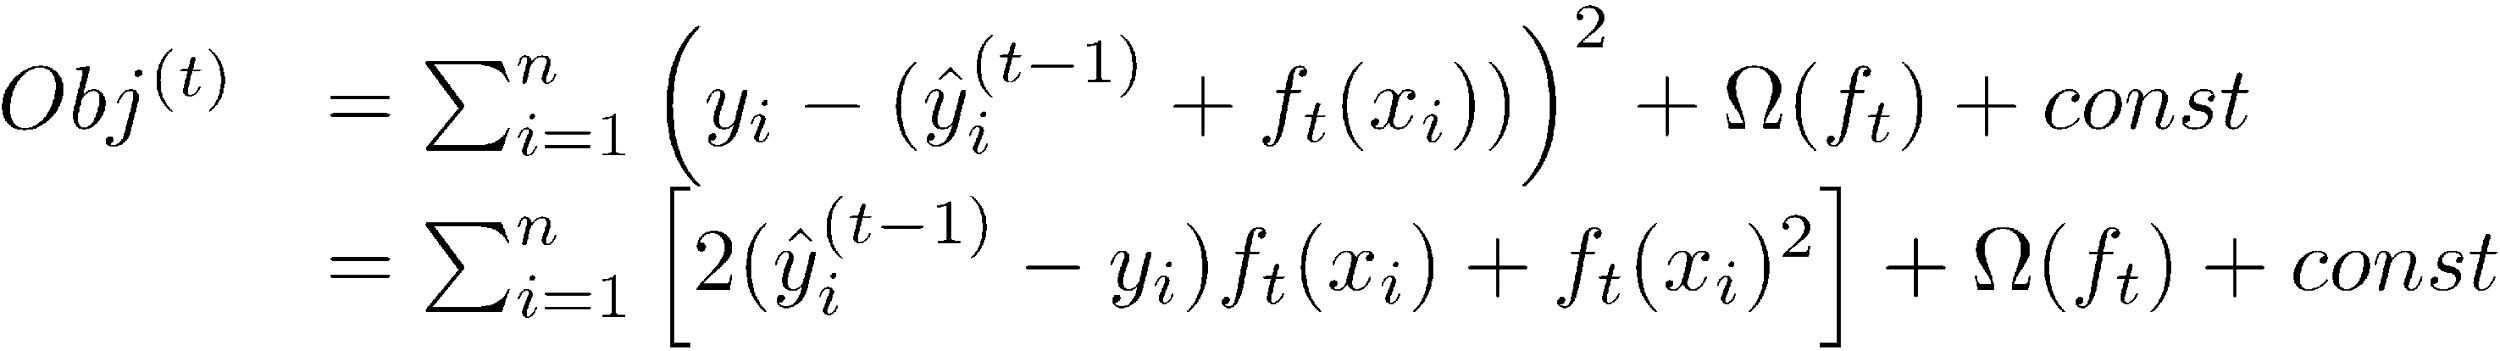 Obj^{(t)} = \sum_{i=1}^{n} \left( y_i - (\hat{y}_i^{(t-1)} + f_t(x_i)) \right)^2 + \Omega(f_t) + const
= \sum_{i=1}^{n} \left[ 2(\hat{y}_i^{(t-1)} - y_i) f_t(x_i) + f_t(x_i)^2 \right] + \Omega(f_t) + const